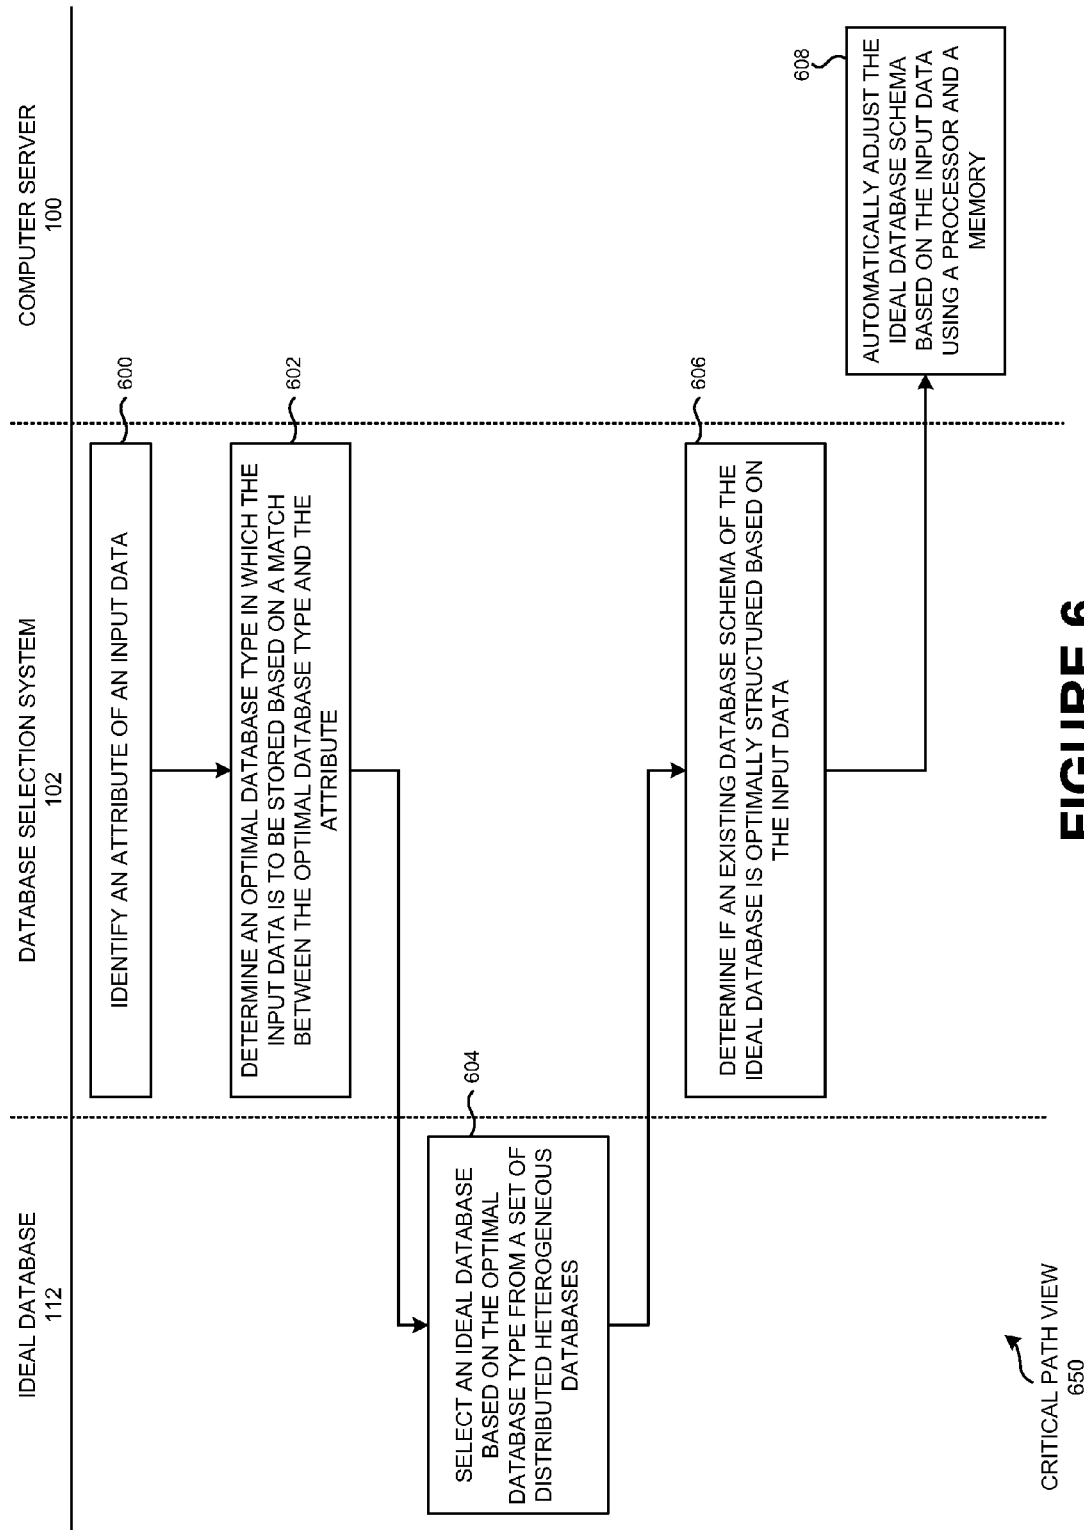 IDEAL DATABASE
112
DATABASE SELECTION SYSTEM
102
COMPUTER SERVER
100
IDENTIFY AN ATTRIBUTE OF AN INPUT DATA
600
DETERMINE AN OPTIMAL DATABASE TYPE IN WHICH THE
INPUT DATA IS TO BE STORED BASED ON A MATCH
BETWEEN THE OPTIMAL DATABASE TYPE AND THE
ATTRIBUTE
602
SELECT AN IDEAL DATABASE
BASED ON THE OPTIMAL
DATABASE TYPE FROM A SET OF
DISTRIBUTED HETEROGENEOUS
DATABASES
604
DETERMINE IF AN EXISTING DATABASE SCHEMA OF THE
IDEAL DATABASE IS OPTIMALLY STRUCTURED BASED ON
THE INPUT DATA
606
AUTOMATICALLY ADJUST THE
IDEAL DATABASE SCHEMA
BASED ON THE INPUT DATA
USING A PROCESSOR AND A
MEMORY
608
CRITICAL PATH VIEW
650
FIGURE 6